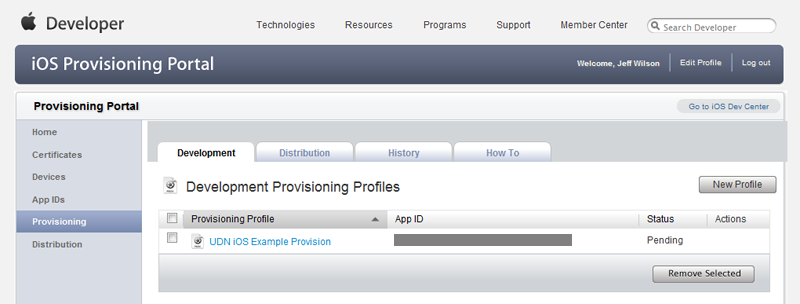 Developer
Technologies Resources Programs Support Member Center Search Developer
iOS Provisioning Portal
Welcome, Jeff Wilson Edit Profile Log out
Provisioning Portal
Go to iOS Dev Center
Home
Certificates
Devices
App IDs
Provisioning
Distribution
Development Distribution History How To
Development Provisioning Profiles
New Profile
Provisioning Profile App ID Status Actions
UDN iOS Example Provision Pending
Remove Selected